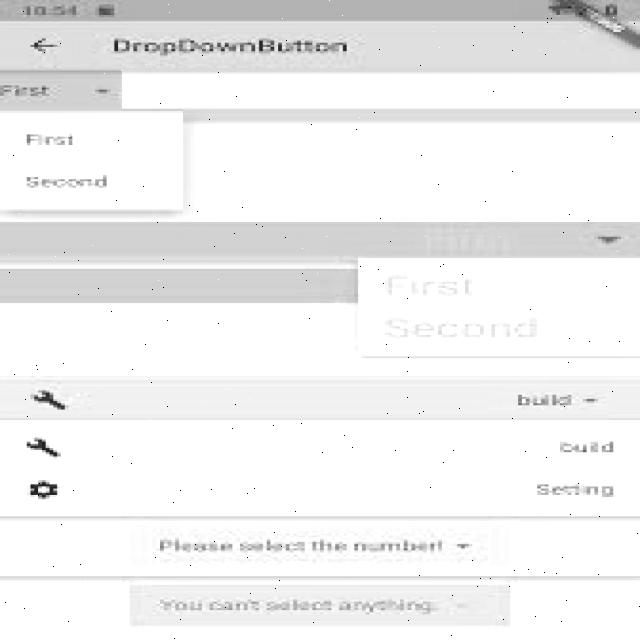 10:54
DropDownButton
First
First
Second
First
Second
build
build
Setting
Please select the number!
You can't select anything.